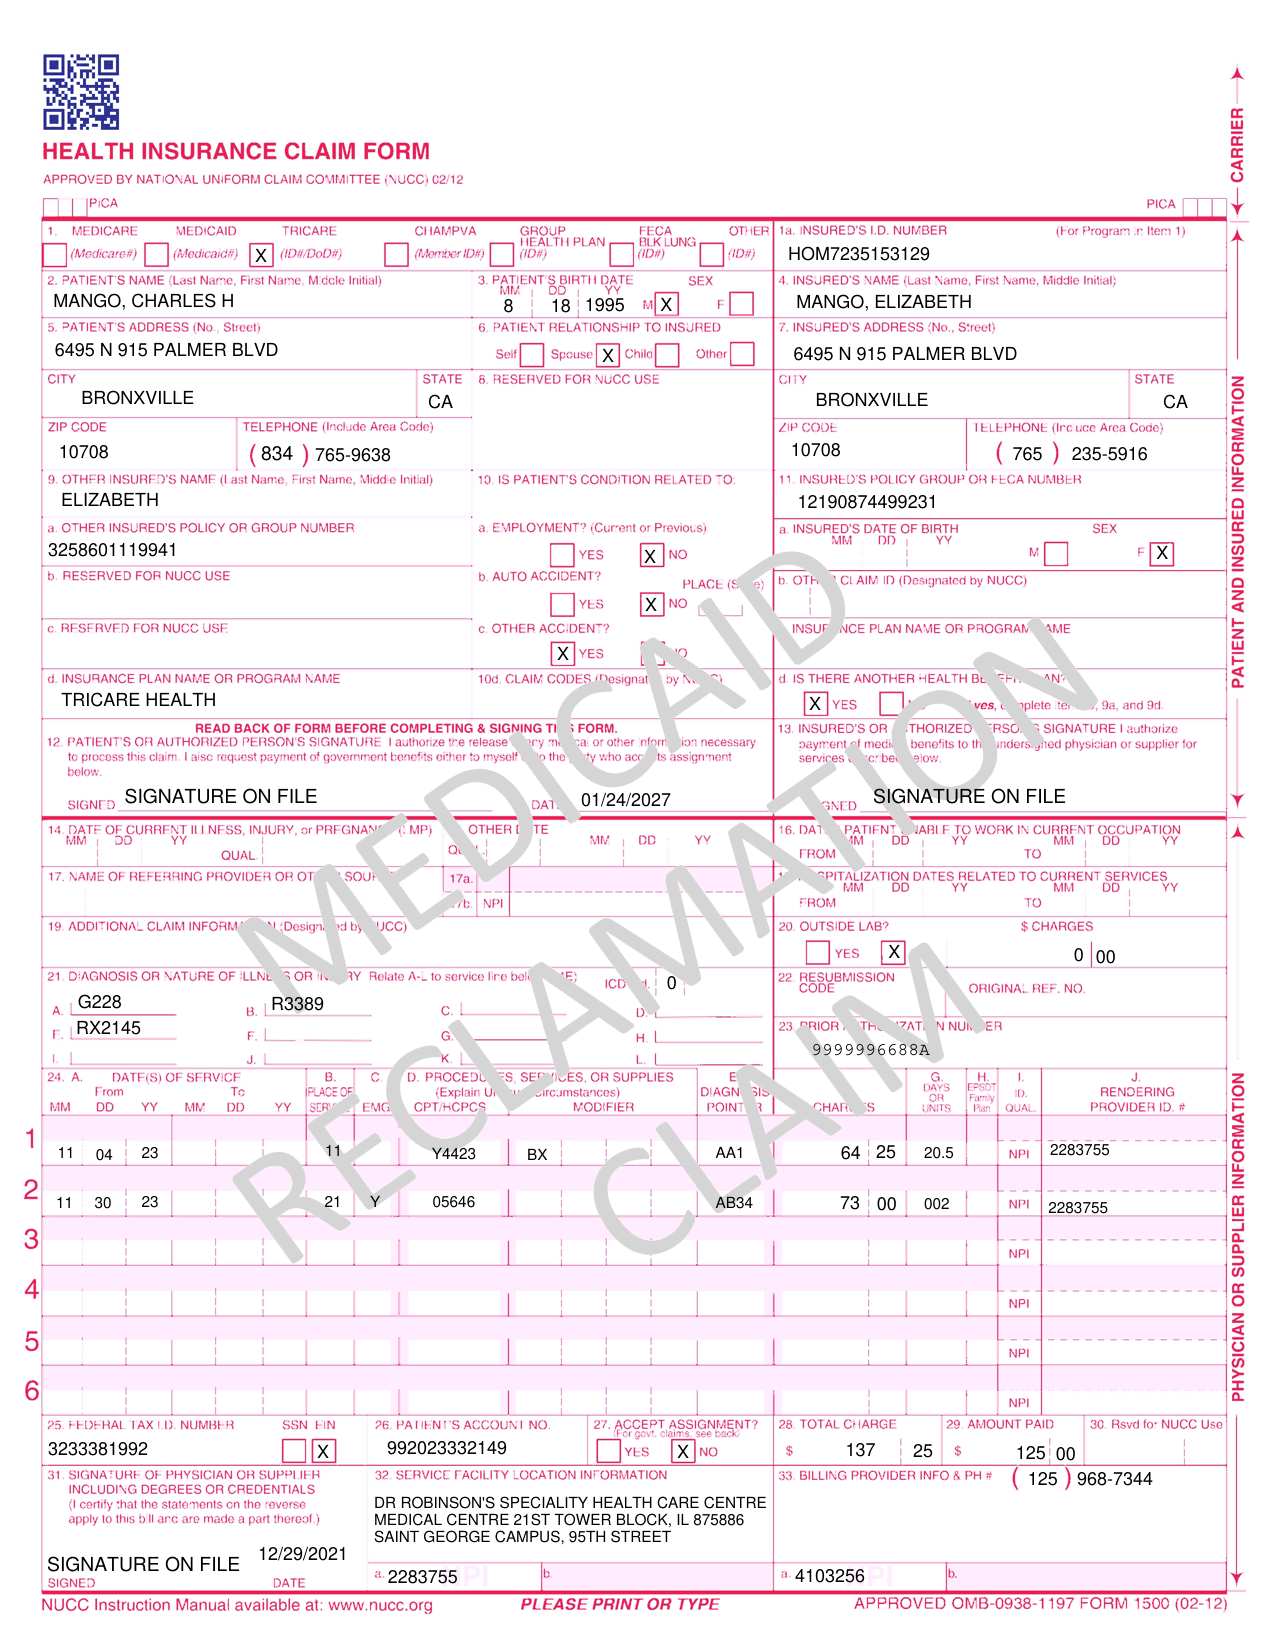 HEALTH INSURANCE CLAIM FORM
APPROVED BY NATIONAL UNIFORM CLAIM COMMITTEE (NUCC) 02/12
PICA
PICA
CARRIER
1. MEDICARE MEDICAID TRICARE CHAMPVA GROUP HEALTH PLAN FECA BLK LUNG OTHER
(Medicare#) (Medicaid#) X (ID#/DoD#) (Member ID#) (ID#) (ID#) (ID#)
1a. INSURED'S I.D. NUMBER (For Program in Item 1)
HOM7235153129
2. PATIENT'S NAME (Last Name, First Name, Middle Initial)
MANGO, CHARLES H
3. PATIENT'S BIRTH DATE SEX
MM DD YY
8 18 1995 M X F
4. INSURED'S NAME (Last Name, First Name, Middle Initial)
MANGO, ELIZABETH
5. PATIENT'S ADDRESS (No., Street)
6495 N 915 PALMER BLVD
6. PATIENT RELATIONSHIP TO INSURED
Self Spouse X Child Other
7. INSURED'S ADDRESS (No., Street)
6495 N 915 PALMER BLVD
CITY STATE
BRONXVILLE CA
8. RESERVED FOR NUCC USE
CITY STATE
BRONXVILLE CA
ZIP CODE TELEPHONE (Include Area Code)
10708 ( 834 ) 765-9638
ZIP CODE TELEPHONE (Include Area Code)
10708 ( 765 ) 235-5916
9. OTHER INSURED'S NAME (Last Name, First Name, Middle Initial)
ELIZABETH
10. IS PATIENT'S CONDITION RELATED TO:
11. INSURED'S POLICY GROUP OR FECA NUMBER
12190874499231
a. OTHER INSURED'S POLICY OR GROUP NUMBER
3258601119941
a. EMPLOYMENT? (Current or Previous)
YES X NO
a. INSURED'S DATE OF BIRTH SEX
MM DD YY M F X
b. RESERVED FOR NUCC USE
b. AUTO ACCIDENT? PLACE
YES X NO
b. CLAIM ID (Designated by NUCC)
c. RESERVED FOR NUCC USE
c. OTHER ACCIDENT?
X YES
INSURANCE PLAN NAME OR PROGRAM NAME
d. INSURANCE PLAN NAME OR PROGRAM NAME
TRICARE HEALTH
10d. CLAIM CODES (Designated by NUCC)
d. IS THERE ANOTHER HEALTH BENEFIT PLAN?
X YES yes, complete items 9, 9a, and 9d.
READ BACK OF FORM BEFORE COMPLETING & SIGNING THIS FORM.
12. PATIENT'S OR AUTHORIZED PERSON'S SIGNATURE I authorize the release of any medical or other information necessary
to process this claim. I also request payment of government benefits either to myself or to the party who accepts assignment
below.
SIGNED SIGNATURE ON FILE DATE 01/24/2027
13. INSURED'S OR AUTHORIZED PERSON'S SIGNATURE I authorize
payment of medical benefits to the undersigned physician or supplier for
services described below.
SIGNED SIGNATURE ON FILE
PATIENT AND INSURED INFORMATION
14. DATE OF CURRENT ILLNESS, INJURY, or PREGNANCY (LMP)
MM DD YY QUAL.
OTHER DATE
QUAL. MM DD YY
16. DATES PATIENT UNABLE TO WORK IN CURRENT OCCUPATION
MM DD YY MM DD YY
FROM TO
17. NAME OF REFERRING PROVIDER OR OTHER SOURCE
17a.
17b. NPI
18. HOSPITALIZATION DATES RELATED TO CURRENT SERVICES
MM DD YY MM DD YY
FROM TO
19. ADDITIONAL CLAIM INFORMATION (Designated by NUCC)
20. OUTSIDE LAB? $ CHARGES
YES X 0 00
21. DIAGNOSIS OR NATURE OF ILLNESS OR INJURY Relate A-L to service line below
ICD 0
A. G228 B. R3389 C. D.
E. RX2145 F. G. H.
I. J. K. L.
22. RESUBMISSION CODE ORIGINAL REF. NO.
23. PRIOR AUTHORIZATION NUMBER
9999996688A
24. A. DATE(S) OF SERVICE B. C. D. PROCEDURES, SERVICES, OR SUPPLIES E. G. H. I. J.
From To PLACE OF (Explain Unusual Circumstances) DIAGNOSIS DAYS OR UNITS EPSDT Family Plan ID. QUAL. RENDERING
MM DD YY MM DD YY SERVICE EMG CPT/HCPCS MODIFIER POINTER CHARGES PROVIDER ID. #
1 11 04 23 11 Y4423 BX AA1 64 25 20.5 NPI 2283755
2 11 30 23 21 Y 05646 AB34 73 00 002 NPI 2283755
3 NPI
4 NPI
5 NPI
6 NPI
25. FEDERAL TAX I.D. NUMBER SSN EIN
3233381992 X
26. PATIENT'S ACCOUNT NO.
992023332149
27. ACCEPT ASSIGNMENT?
(For govt. claims, see back)
YES X NO
28. TOTAL CHARGE
$ 137 25
29. AMOUNT PAID
$ 125 00
30. Rsvd for NUCC Use
31. SIGNATURE OF PHYSICIAN OR SUPPLIER
INCLUDING DEGREES OR CREDENTIALS
(I certify that the statements on the reverse
apply to this bill and are made a part thereof.)
SIGNATURE ON FILE 12/29/2021
SIGNED DATE
32. SERVICE FACILITY LOCATION INFORMATION
DR ROBINSON'S SPECIALITY HEALTH CARE CENTRE
MEDICAL CENTRE 21ST TOWER BLOCK, IL 875886
SAINT GEORGE CAMPUS, 95TH STREET
a. 2283755 NPI b.
33. BILLING PROVIDER INFO & PH # ( 125 ) 968-7344
a. 4103256 NPI b.
PHYSICIAN OR SUPPLIER INFORMATION
NUCC Instruction Manual available at: www.nucc.org
PLEASE PRINT OR TYPE
APPROVED OMB-0938-1197 FORM 1500 (02-12)
MEDICAID
RECLAMATION
CLAIM